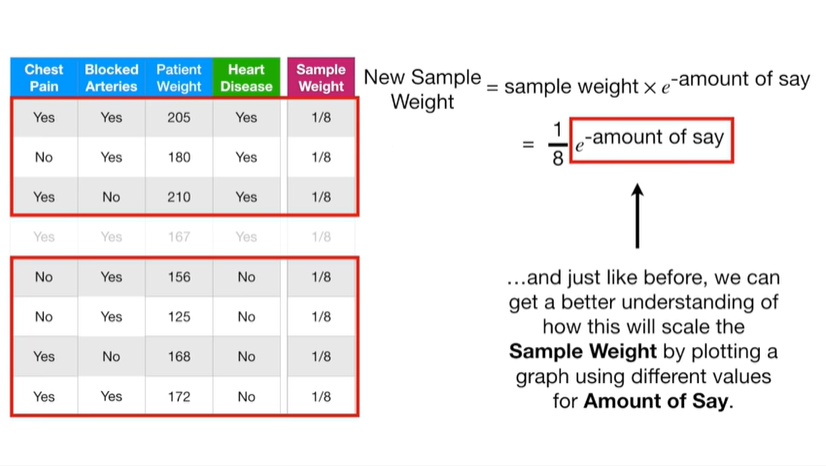 Chest Pain Blocked Arteries Patient Weight Heart Disease Sample Weight
Yes Yes 205 Yes 1/8
No Yes 180 Yes 1/8
Yes No 210 Yes 1/8
Yes Yes 167 Yes 1/8
No Yes 156 No 1/8
No Yes 125 No 1/8
Yes No 168 No 1/8
Yes Yes 172 No 1/8
New Sample Weight = sample weight × e^-amount of say
= 1/8 e^-amount of say
…and just like before, we can
get a better understanding of
how this will scale the
Sample Weight by plotting a
graph using different values
for Amount of Say.